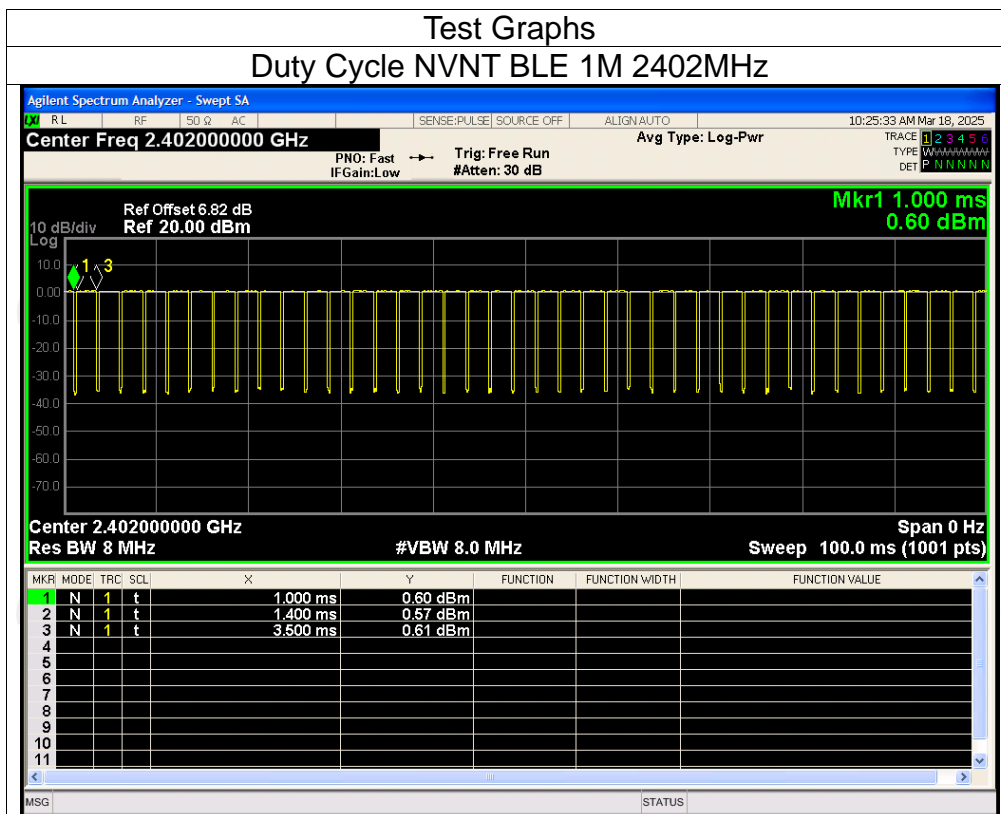 Test Graphs
Duty Cycle NVNT BLE 1M 2402MHz
Agilent Spectrum Analyzer - Swept SA
LXI RL RF 50 Ω AC SENSE:PULSE SOURCE OFF ALIGN AUTO 10:25:33 AM Mar 18, 2025
Center Freq 2.402000000 GHz Avg Type: Log-Pwr TRACE 1 2 3 4 5 6
PNO: Fast Trig: Free Run TYPE WWWWWW
IFGain:Low #Atten: 30 dB DET P N N N N N
Mkr1 1.000 ms
Ref Offset 6.82 dB
10 dB/div Ref 20.00 dBm 0.60 dBm
Log
10.0
1 3
0.00
-10.0
-20.0
-30.0
-40.0
-50.0
-60.0
-70.0
Center 2.402000000 GHz Span 0 Hz
Res BW 8 MHz #VBW 8.0 MHz Sweep 100.0 ms (1001 pts)
MKR MODE TRC SCL X Y FUNCTION FUNCTION WIDTH FUNCTION VALUE
1 N 1 t 1.000 ms 0.60 dBm
2 N 1 t 1.400 ms 0.57 dBm
3 N 1 t 3.500 ms 0.61 dBm
4
5
6
7
8
9
10
11
MSG STATUS